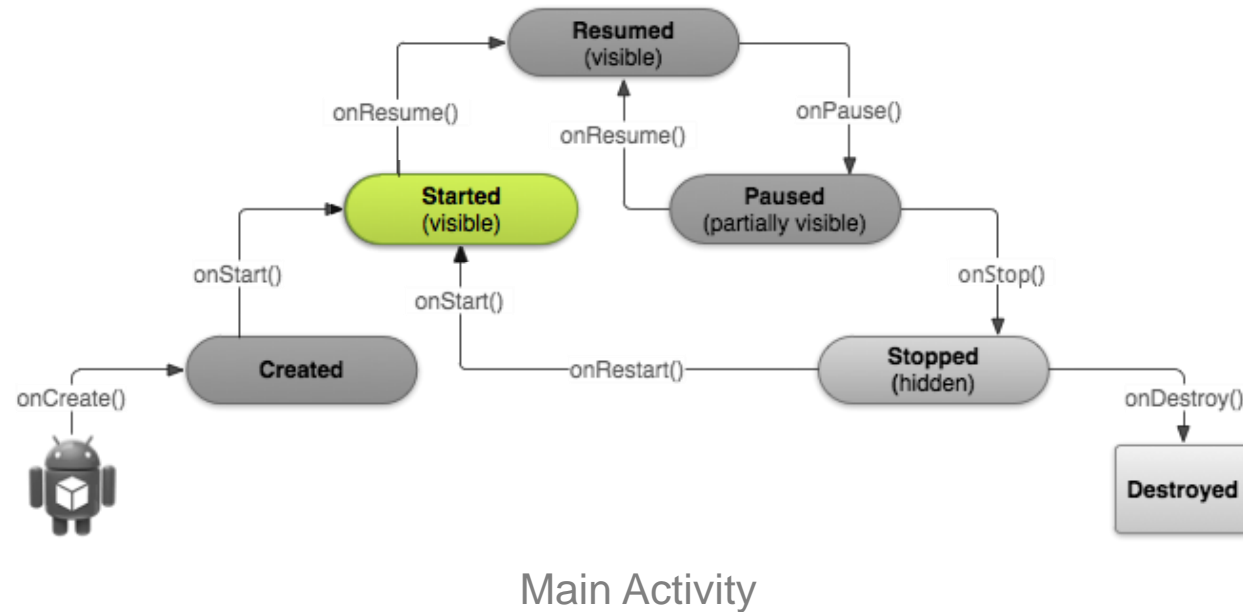 Resumed
(visible)
onResume()
onPause()
onResume()
Started
(visible)
Paused
(partially visible)
onStart()
onStart()
onStop()
Created
onRestart()
Stopped
(hidden)
onCreate()
onDestroy()
Destroyed
Main Activity